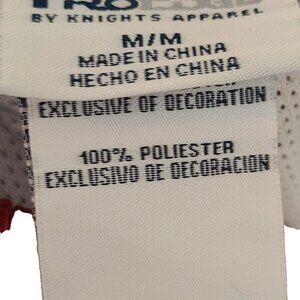 BY KNIGHTS APPAREL
M/M
MADE IN CHINA
HECHO EN CHINA
EXCLUSIVE OF DECORATION
100% POLIESTER
EXCLUSIVO DE DECORACION